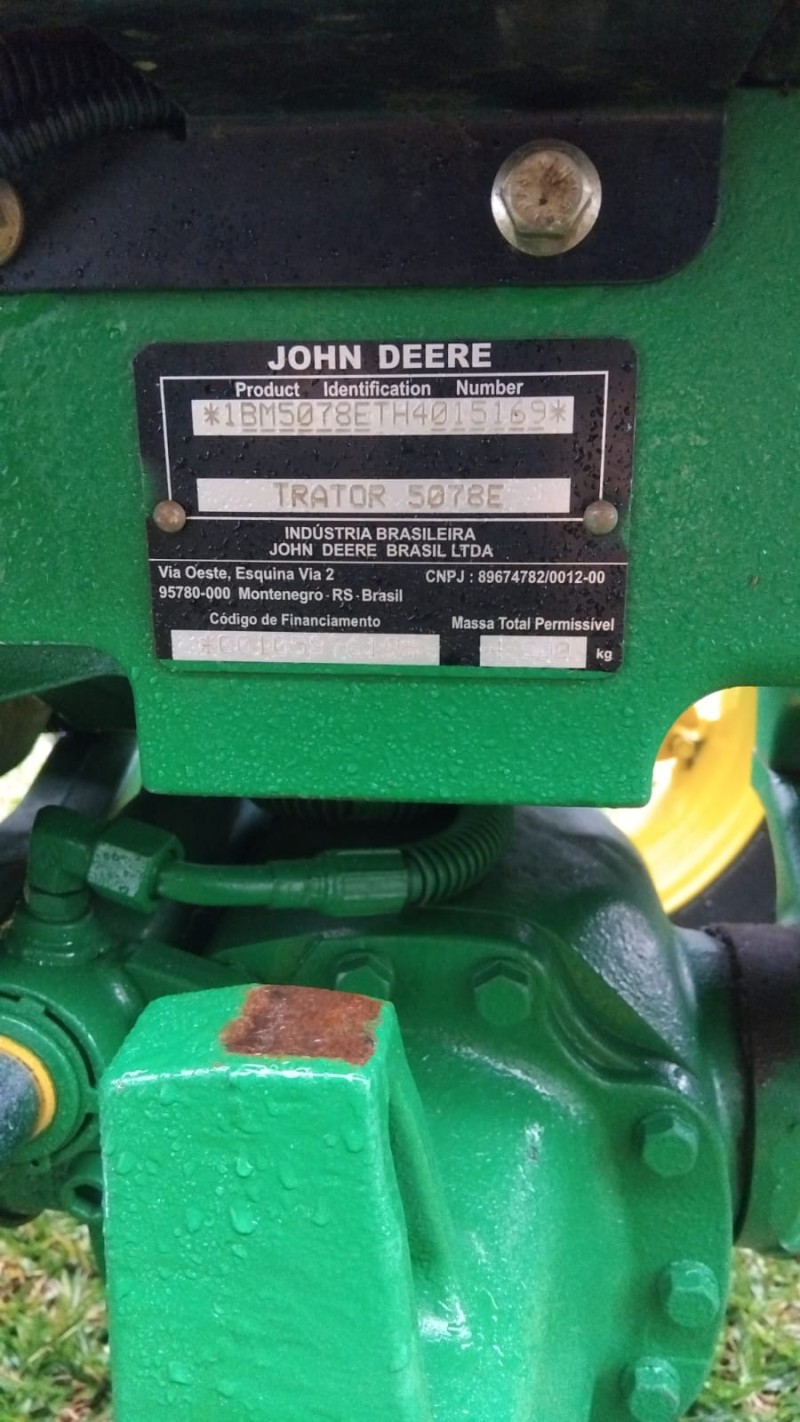 JOHN DEERE
Product Identification Number
*1BM5078ETH4015169*
TRATOR 5078E
INDÚSTRIA BRASILEIRA
JOHN DEERE BRASIL LTDA
Via Oeste, Esquina Via 2 CNPJ : 89674782/0012-00
95780-000 Montenegro - RS - Brasil
Código de Financiamento Massa Total Permissível
kg